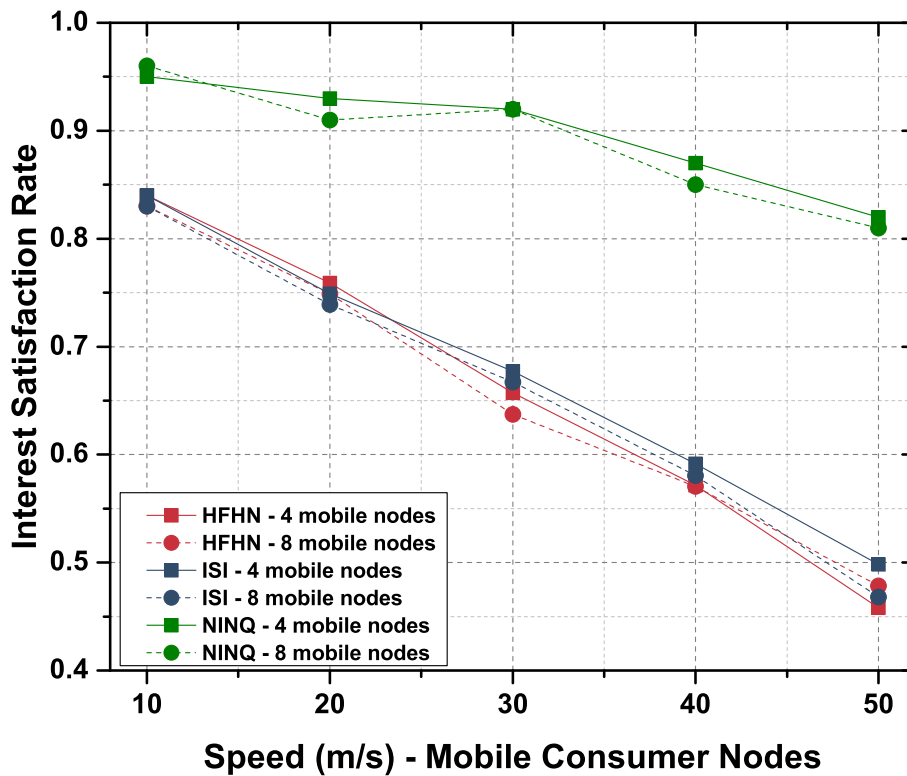 1.0
0.9
0.8
0.7
0.6
0.5
0.4
Interest Satisfaction Rate
HFHN - 4 mobile nodes
HFHN - 8 mobile nodes
ISI - 4 mobile nodes
ISI - 8 mobile nodes
NINQ - 4 mobile nodes
NINQ - 8 mobile nodes
10 20 30 40 50
Speed (m/s) - Mobile Consumer Nodes